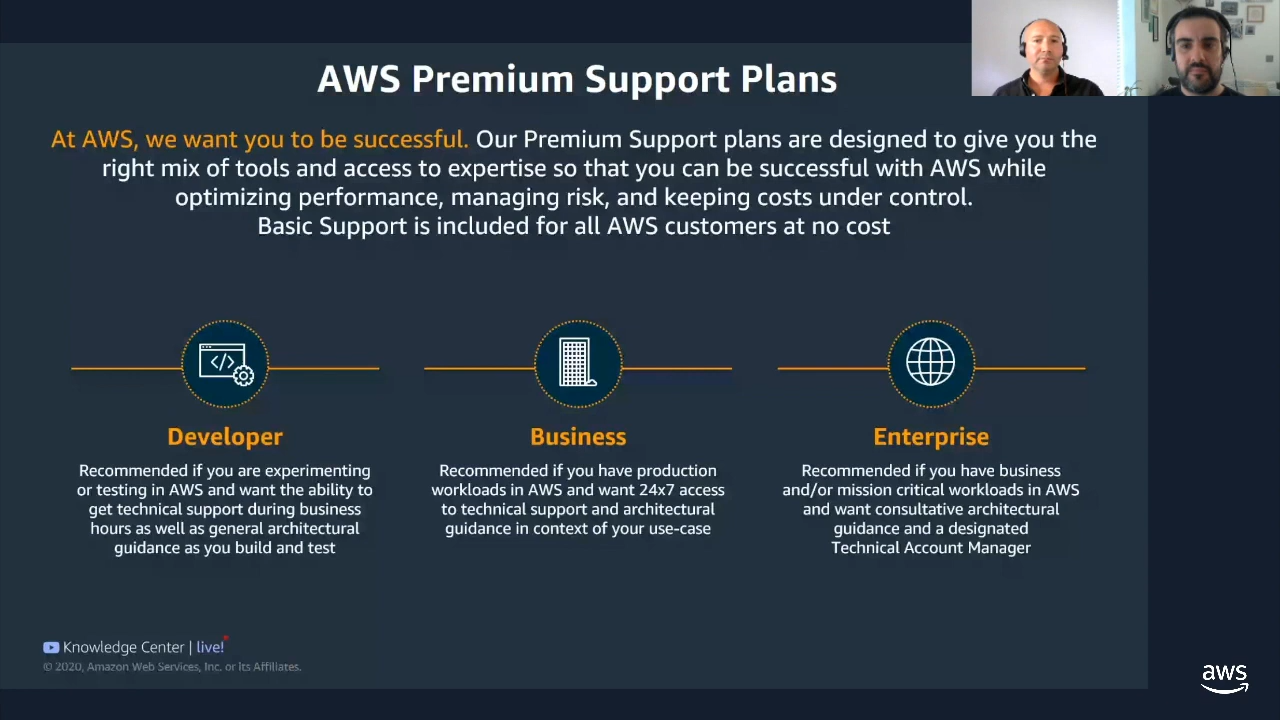 AWS Premium Support Plans
At AWS, we want you to be successful. Our Premium Support plans are designed to give you the
right mix of tools and access to expertise so that you can be successful with AWS while
optimizing performance, managing risk, and keeping costs under control.
Basic Support is included for all AWS customers at no cost
</>
Developer
Recommended if you are experimenting
or testing in AWS and want the ability to
get technical support during business
hours as well as general architectural
guidance as you build and test
Business
Recommended if you have production
workloads in AWS and want 24x7 access
to technical support and architectural
guidance in context of your use-case
Enterprise
Recommended if you have business
and/or mission critical workloads in AWS
and want consultative architectural
guidance and a designated
Technical Account Manager
Knowledge Center | live!
© 2020, Amazon Web Services, Inc. or its Affiliates.
aws